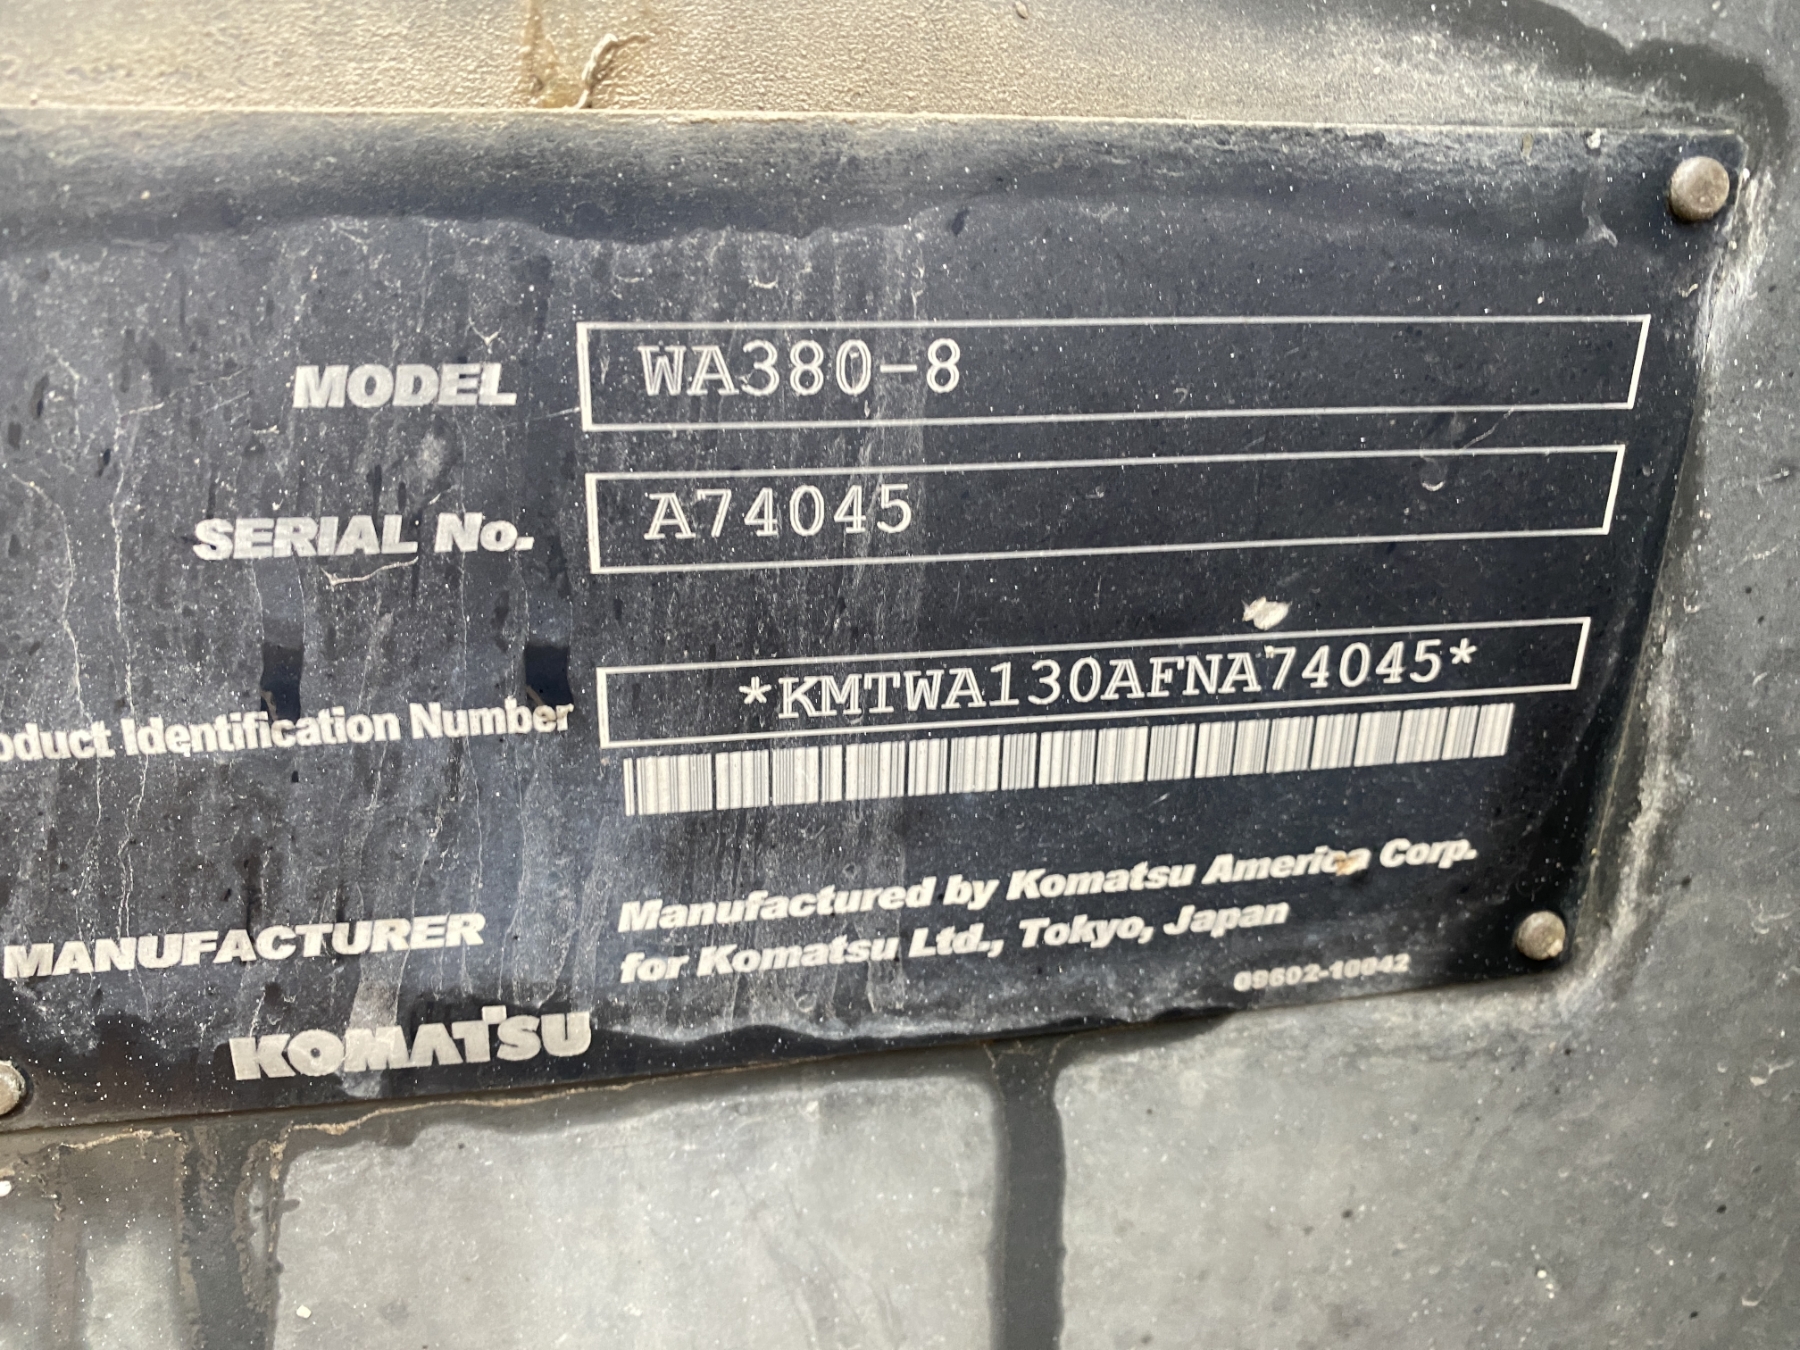 MODEL WA380-8
SERIAL No. A74045
oduct Identification Number *KMTWA130AFNA74045*
MANUFACTURER Manufactured by Komatsu America Corp.
for Komatsu Ltd., Tokyo, Japan
09602-10042
KOMATSU